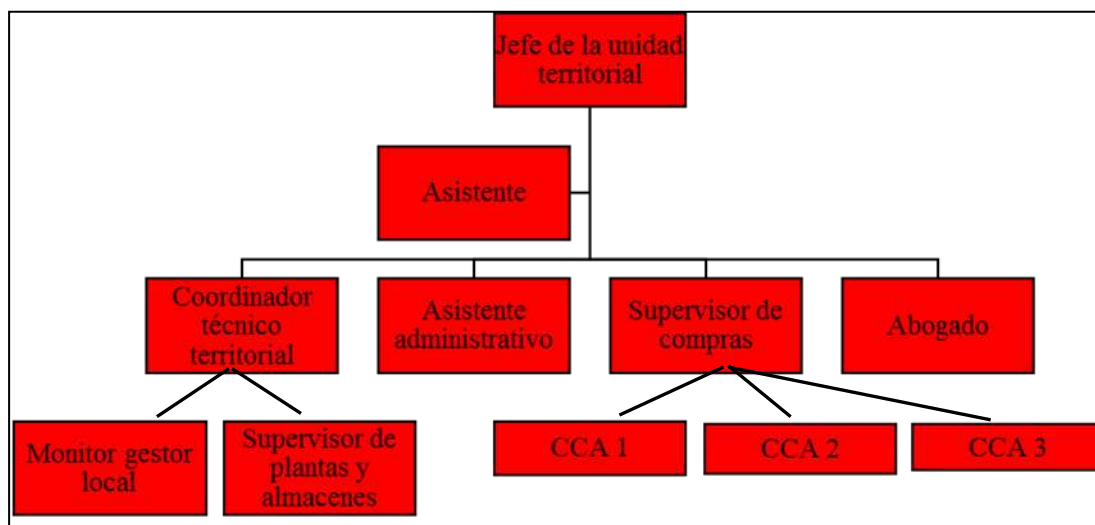 Jefe de la unidad
territorial
Asistente
Coordinador
técnico
territorial
Asistente
administrativo
Supervisor de
compras
Abogado
Monitor gestor
local
Supervisor de
plantas y
almacenes
CCA 1
CCA 2
CCA 3